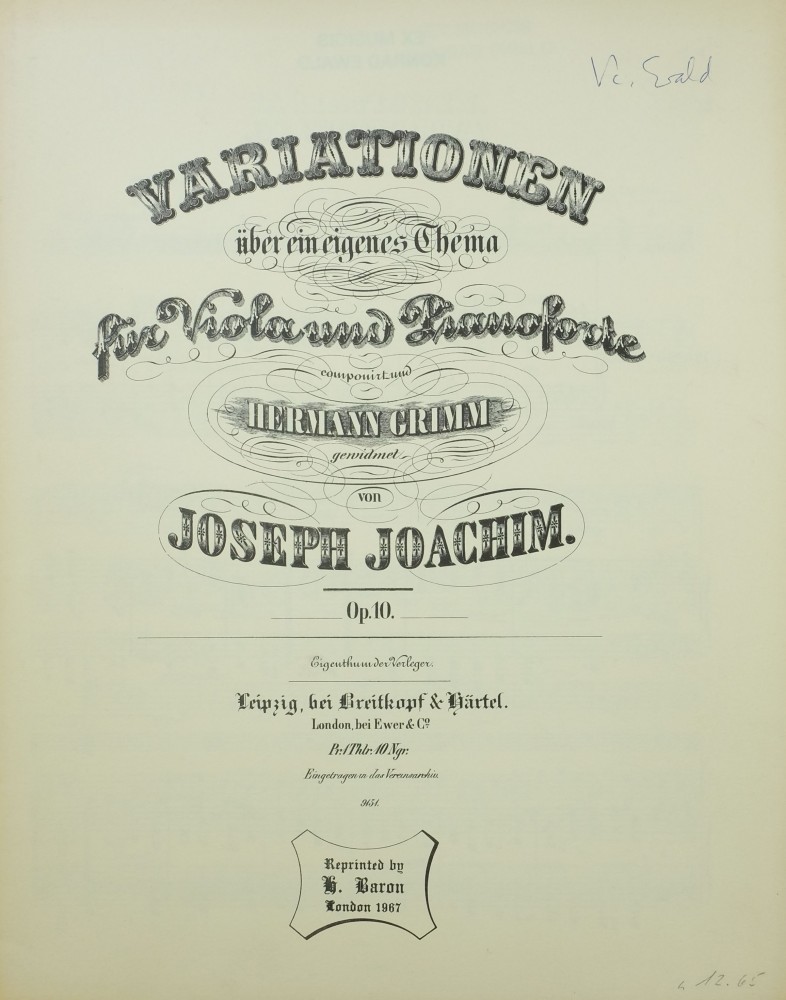 Vc. Ewald
VARIATIONEN
über ein eigenes Thema
für Viola und Pianoforte
componirt und
HERMANN GRIMM
gewidmet
von
JOSEPH JOACHIM.
Op. 10.
Eigenthum der Verleger.
Leipzig, bei Breitkopf & Härtel.
London, bei Ewer & Co.
Pr. 1 Thlr. 10 Ngr.
Eingetragen in das Vereinsarchiv.
9151.
Reprinted by
H. Baron
London 1967
12.65